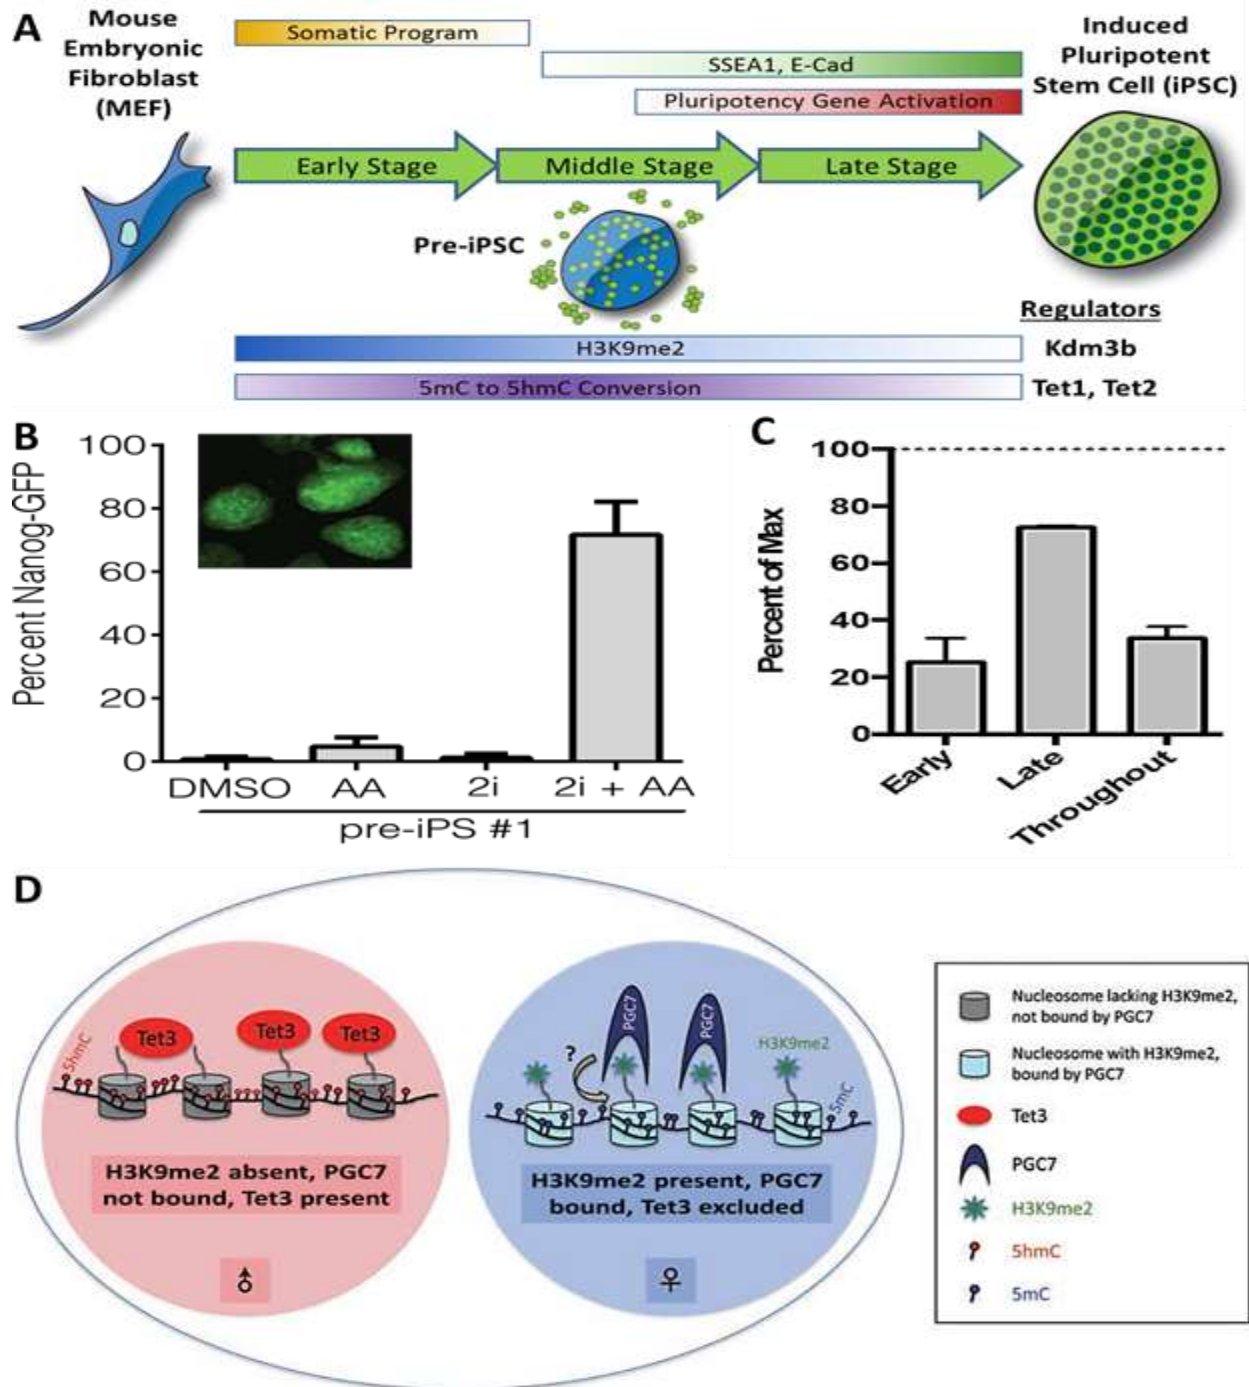 A
Mouse
Embryonic
Fibroblast
(MEF)
Somatic Program
SSEA1, E-Cad
Pluripotency Gene Activation
Induced
Pluripotent
Stem Cell (iPSC)
Early Stage
Middle Stage
Late Stage
Pre-iPSC
Regulators
H3K9me2
Kdm3b
5mC to 5hmC Conversion
Tet1, Tet2
B
Percent Nanog-GFP
100
80
60
40
20
0
DMSO
AA
2i
2i + AA
pre-iPS #1
C
Percent of Max
100
80
60
40
20
0
Early
Late
Throughout
D
5hmC
Tet3
Tet3
Tet3
H3K9me2 absent, PGC7
not bound, Tet3 present
♂
?
PGC7
PGC7
H3K9me2
5mC
H3K9me2 present, PGC7
bound, Tet3 excluded
♀
Nucleosome lacking H3K9me2,
not bound by PGC7
Nucleosome with H3K9me2,
bound by PGC7
Tet3
PGC7
H3K9me2
5hmC
5mC